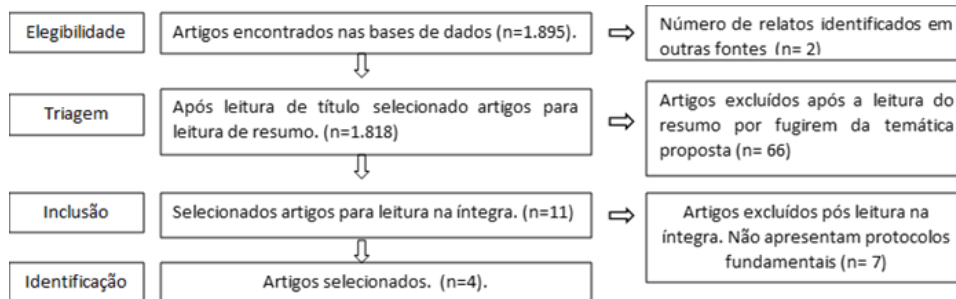 Elegibilidade
Artigos encontrados nas bases de dados (n=1.895).
Número de relatos identificados em
outras fontes (n= 2)
Triagem
Após leitura de título selecionado artigos para
leitura de resumo. (n=1.818)
Artigos excluídos após a leitura do
resumo por fugirem da temática
proposta (n= 66)
Inclusão
Selecionados artigos para leitura na íntegra. (n=11)
Artigos excluídos pós leitura na
íntegra. Não apresentam protocolos
fundamentais (n= 7)
Identificação
Artigos selecionados. (n=4).